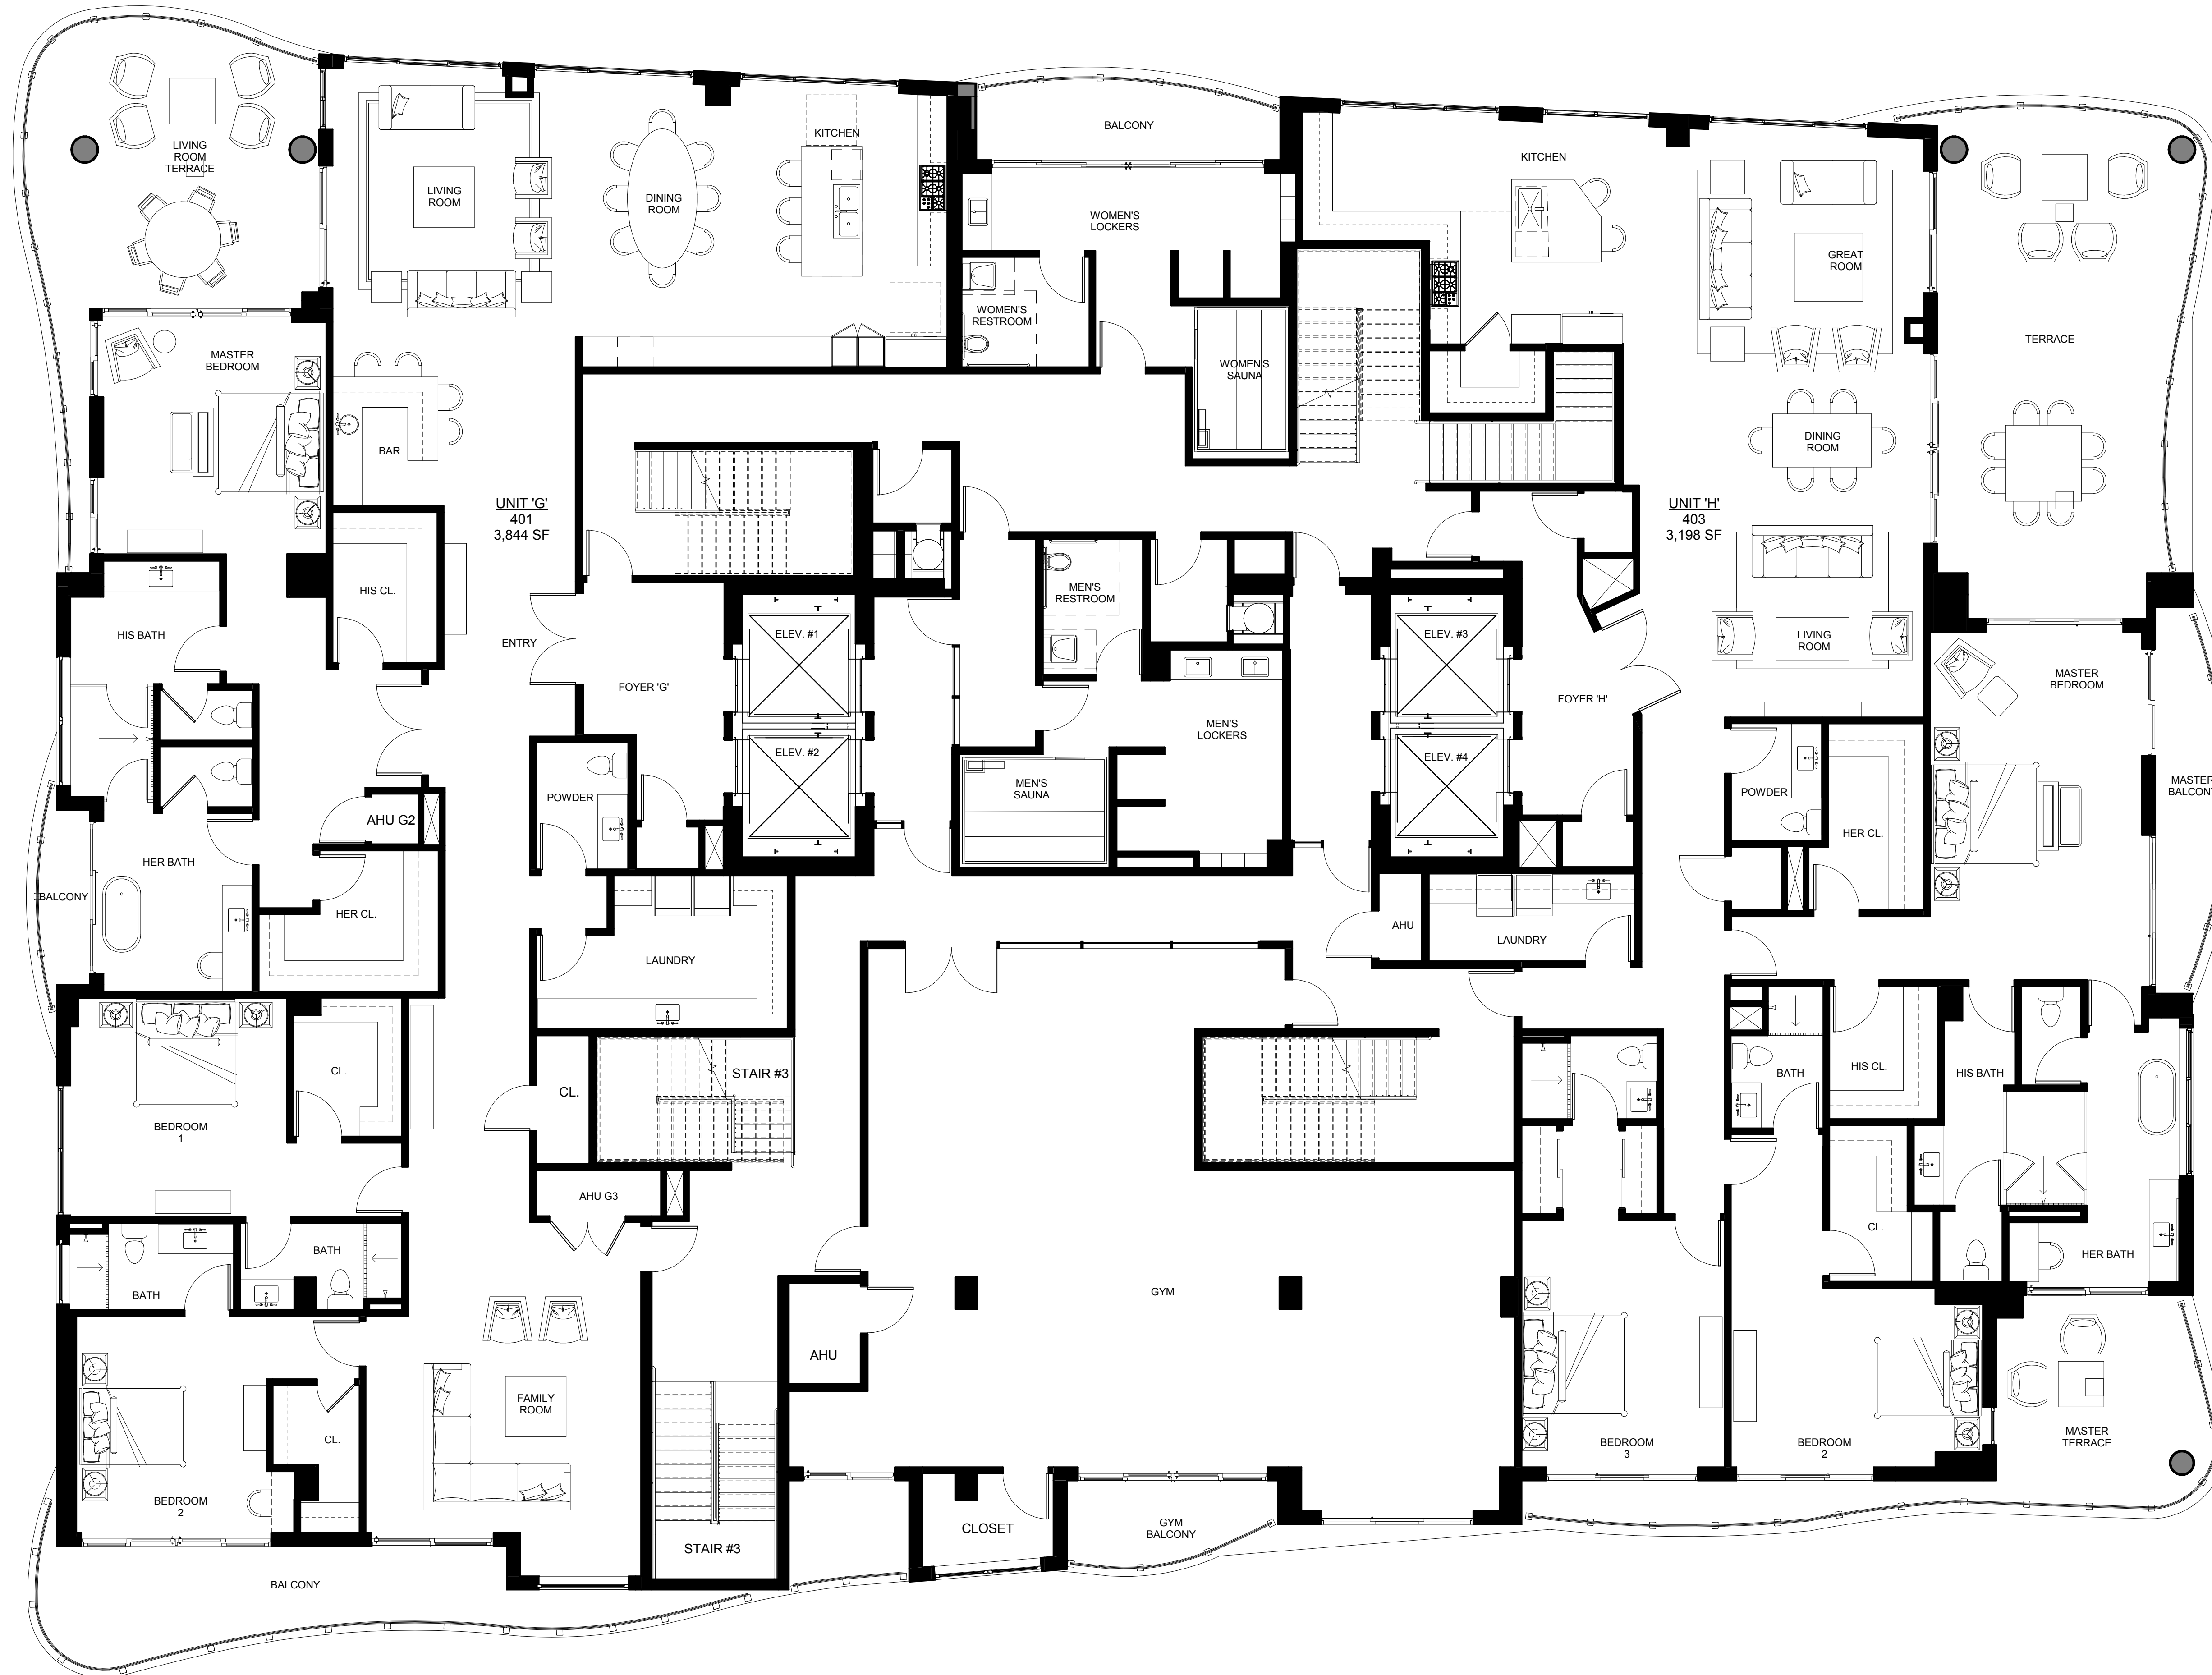 LIVING
ROOM
TERRACE
LIVING
ROOM
DINING
ROOM
KITCHEN
BALCONY
KITCHEN
WOMEN'S
LOCKERS
GREAT
ROOM
WOMEN'S
RESTROOM
TERRACE
MASTER
BEDROOM
WOMEN'S
SAUNA
BAR
DINING
ROOM
UNIT 'G'
401
3,844 SF
UNIT 'H'
403
3,198 SF
HIS CL.
MEN'S
RESTROOM
HIS BATH
ENTRY
ELEV. #1
ELEV. #3
LIVING
ROOM
FOYER 'G'
FOYER 'H'
MASTER
BEDROOM
MEN'S
LOCKERS
ELEV. #2
ELEV. #4
MEN'S
SAUNA
POWDER
POWDER
MASTER
BALCONY
AHU G2
HER CL.
HER BATH
BALCONY
HER CL.
AHU
LAUNDRY
LAUNDRY
CL.
STAIR #3
CL.
BATH
HIS CL.
HIS BATH
BEDROOM
1
AHU G3
CL.
BATH
HER BATH
BATH
GYM
AHU
FAMILY
ROOM
CL.
BEDROOM
3
BEDROOM
2
MASTER
TERRACE
BEDROOM
2
CLOSET
GYM
BALCONY
STAIR #3
BALCONY